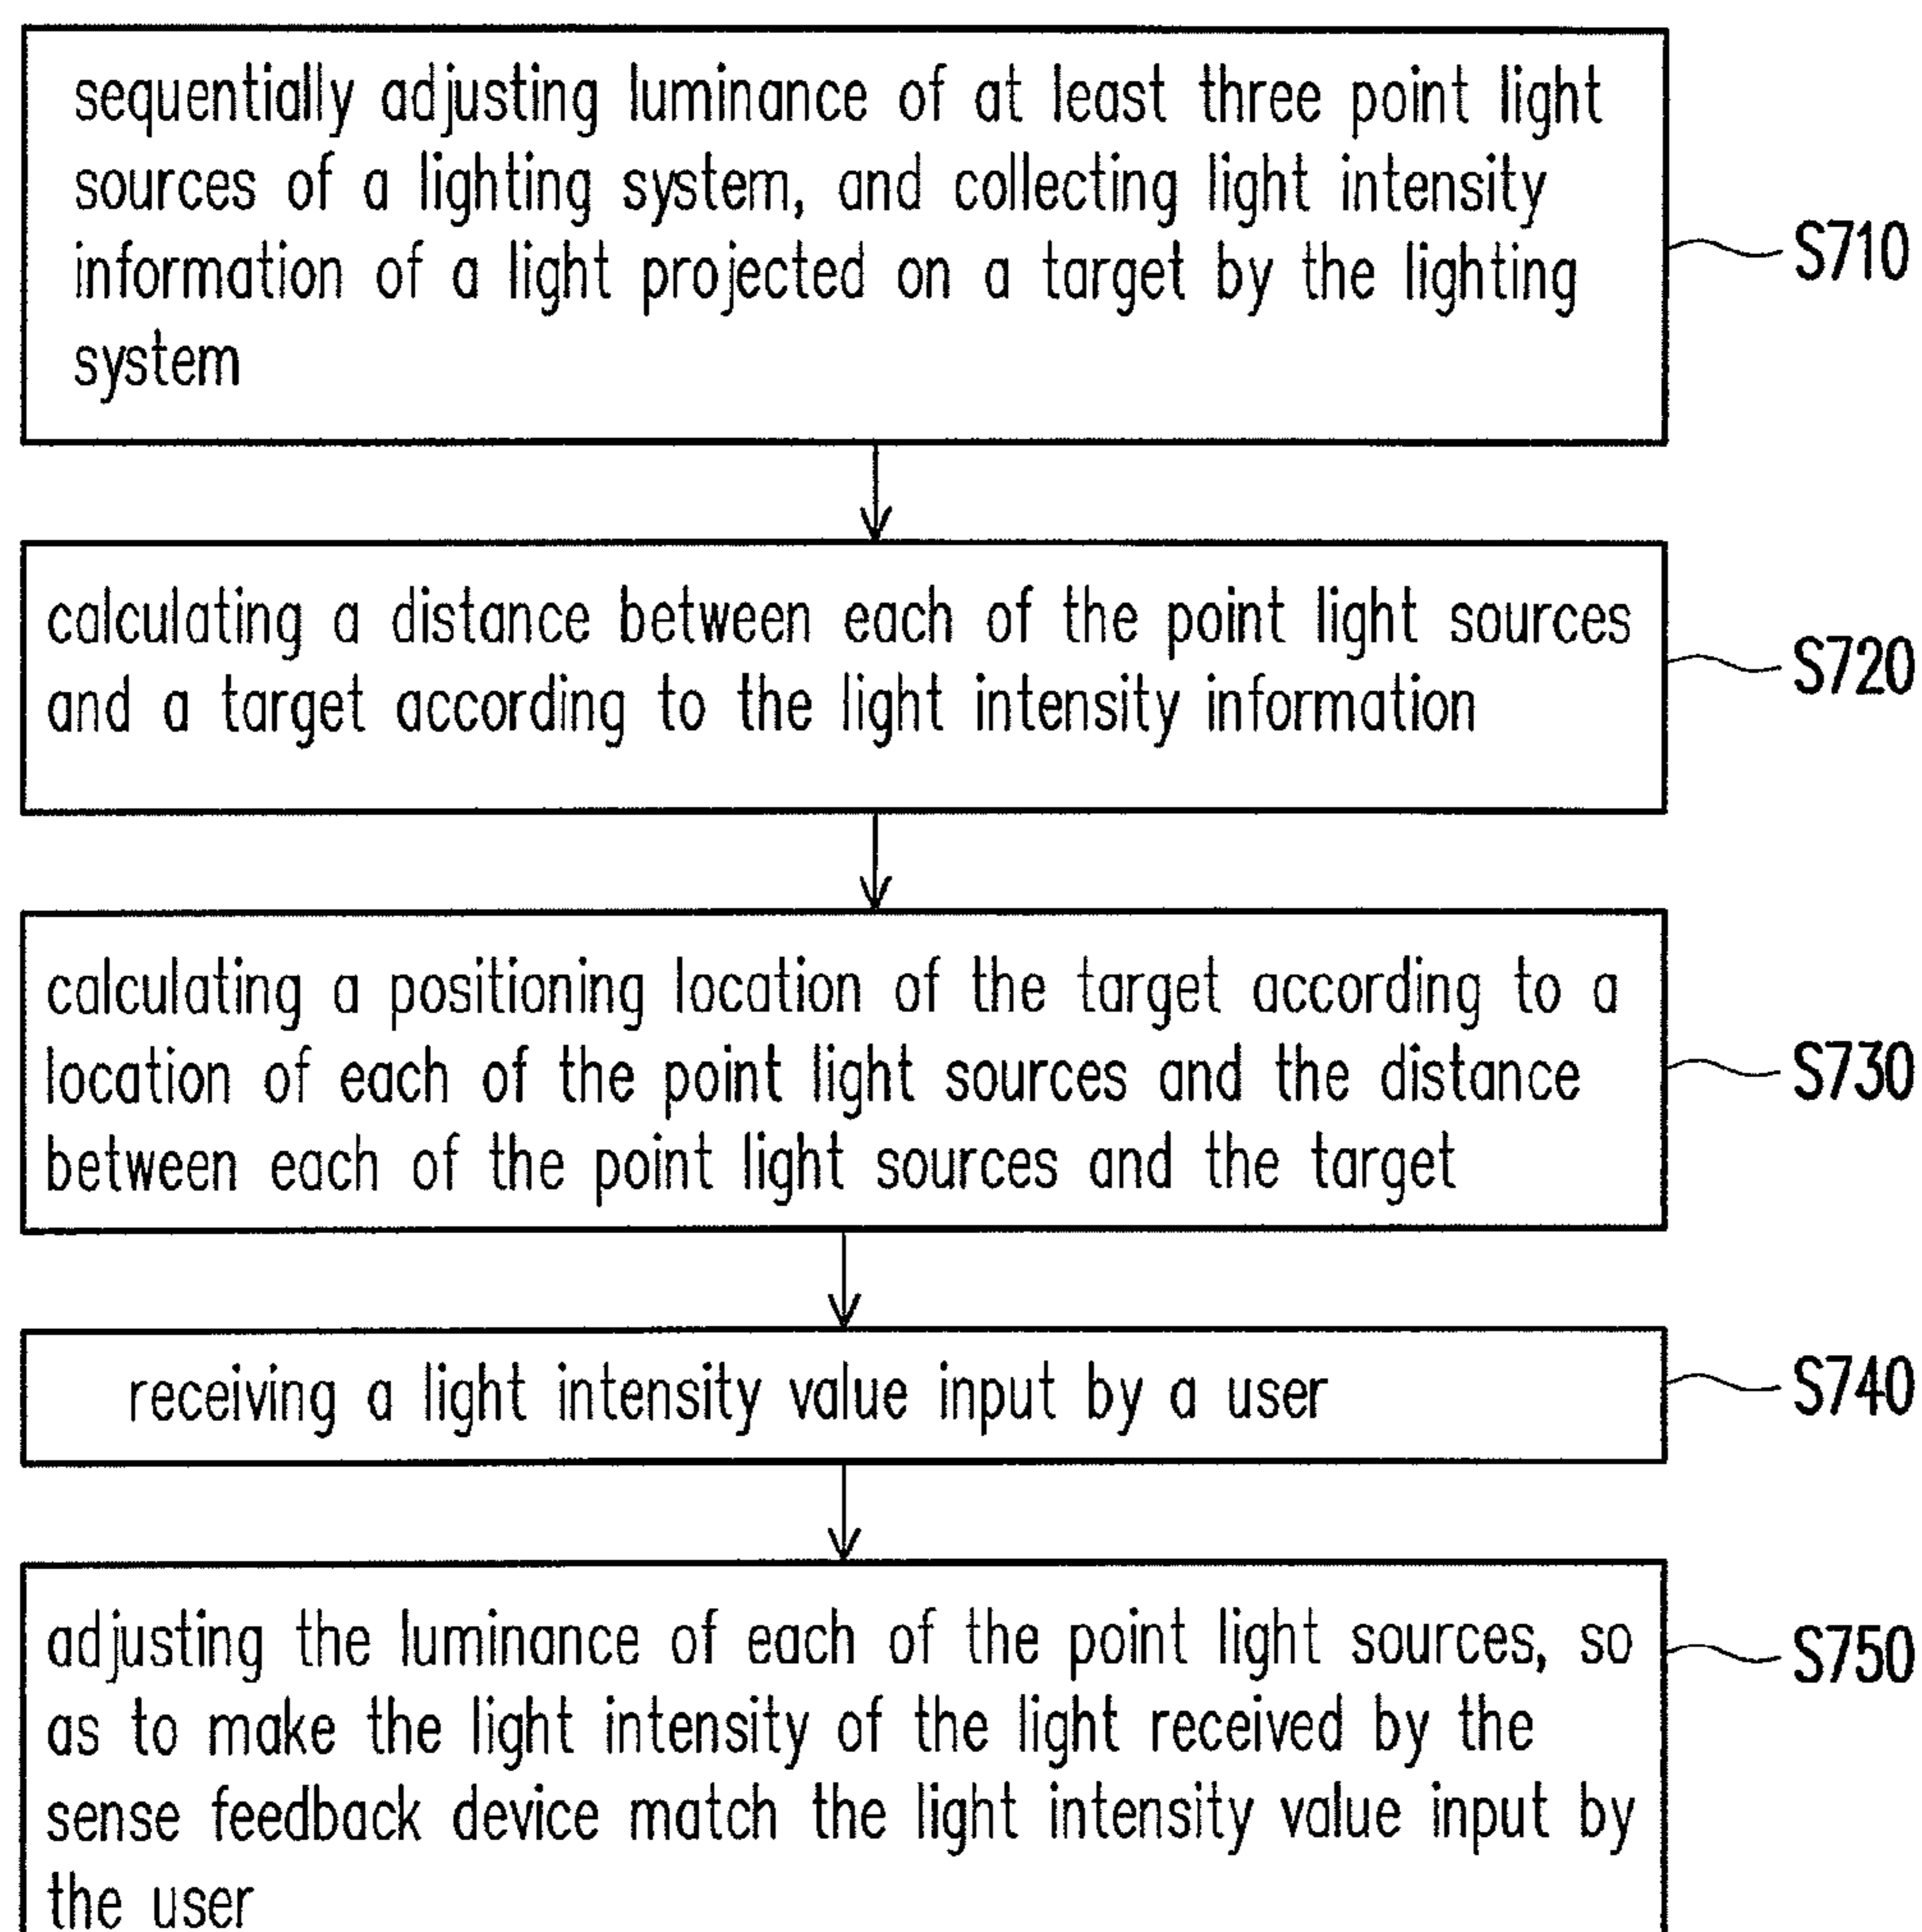 sequentially adjusting luminance of at least three point light
sources of a lighting system, and collecting light intensity
information of a light projected on a target by the lighting
system
S710
calculating a distance between each of the point light sources
and a target according to the light intensity information
S720
calculating a positioning location of the target according to a
location of each of the point light sources and the distance
between each of the point light sources and the target
S730
receiving a light intensity value input by a user
S740
adjusting the luminance of each of the point light sources, so
as to make the light intensity of the light received by the
sense feedback device match the light intensity value input by
the user
S750